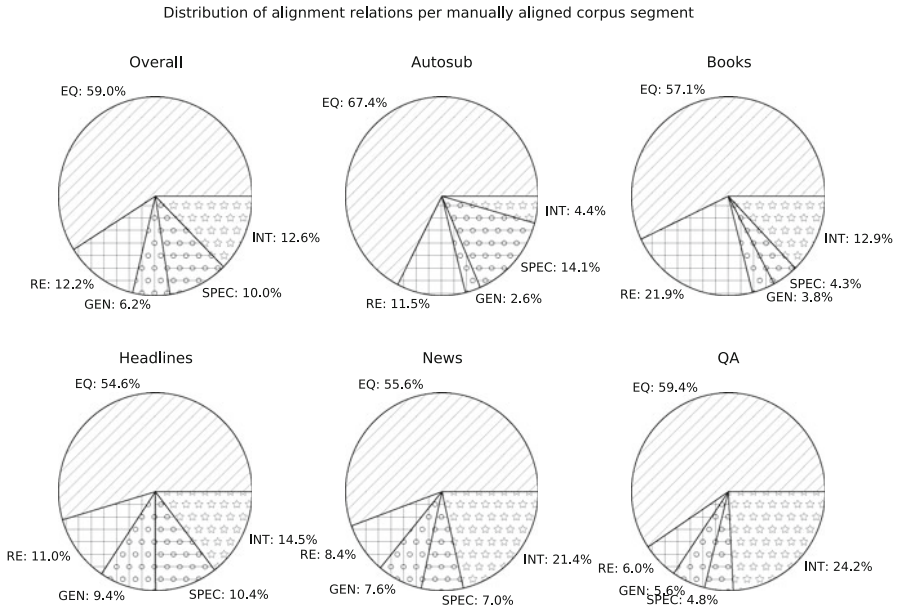 Distribution of alignment relations per manually aligned corpus segment
Overall
EQ: 59.0%
INT: 12.6%
RE: 12.2%
SPEC: 10.0%
GEN: 6.2%
Autosub
EQ: 67.4%
INT: 4.4%
SPEC: 14.1%
GEN: 2.6%
RE: 11.5%
Books
EQ: 57.1%
INT: 12.9%
SPEC: 4.3%
RE: 21.9%
GEN: 3.8%
Headlines
EQ: 54.6%
INT: 14.5%
RE: 11.0%
GEN: 9.4%
SPEC: 10.4%
News
EQ: 55.6%
RE: 8.4%
INT: 21.4%
GEN: 7.6%
SPEC: 7.0%
QA
EQ: 59.4%
INT: 24.2%
RE: 6.0%
GEN: 5.6%
SPEC: 4.8%